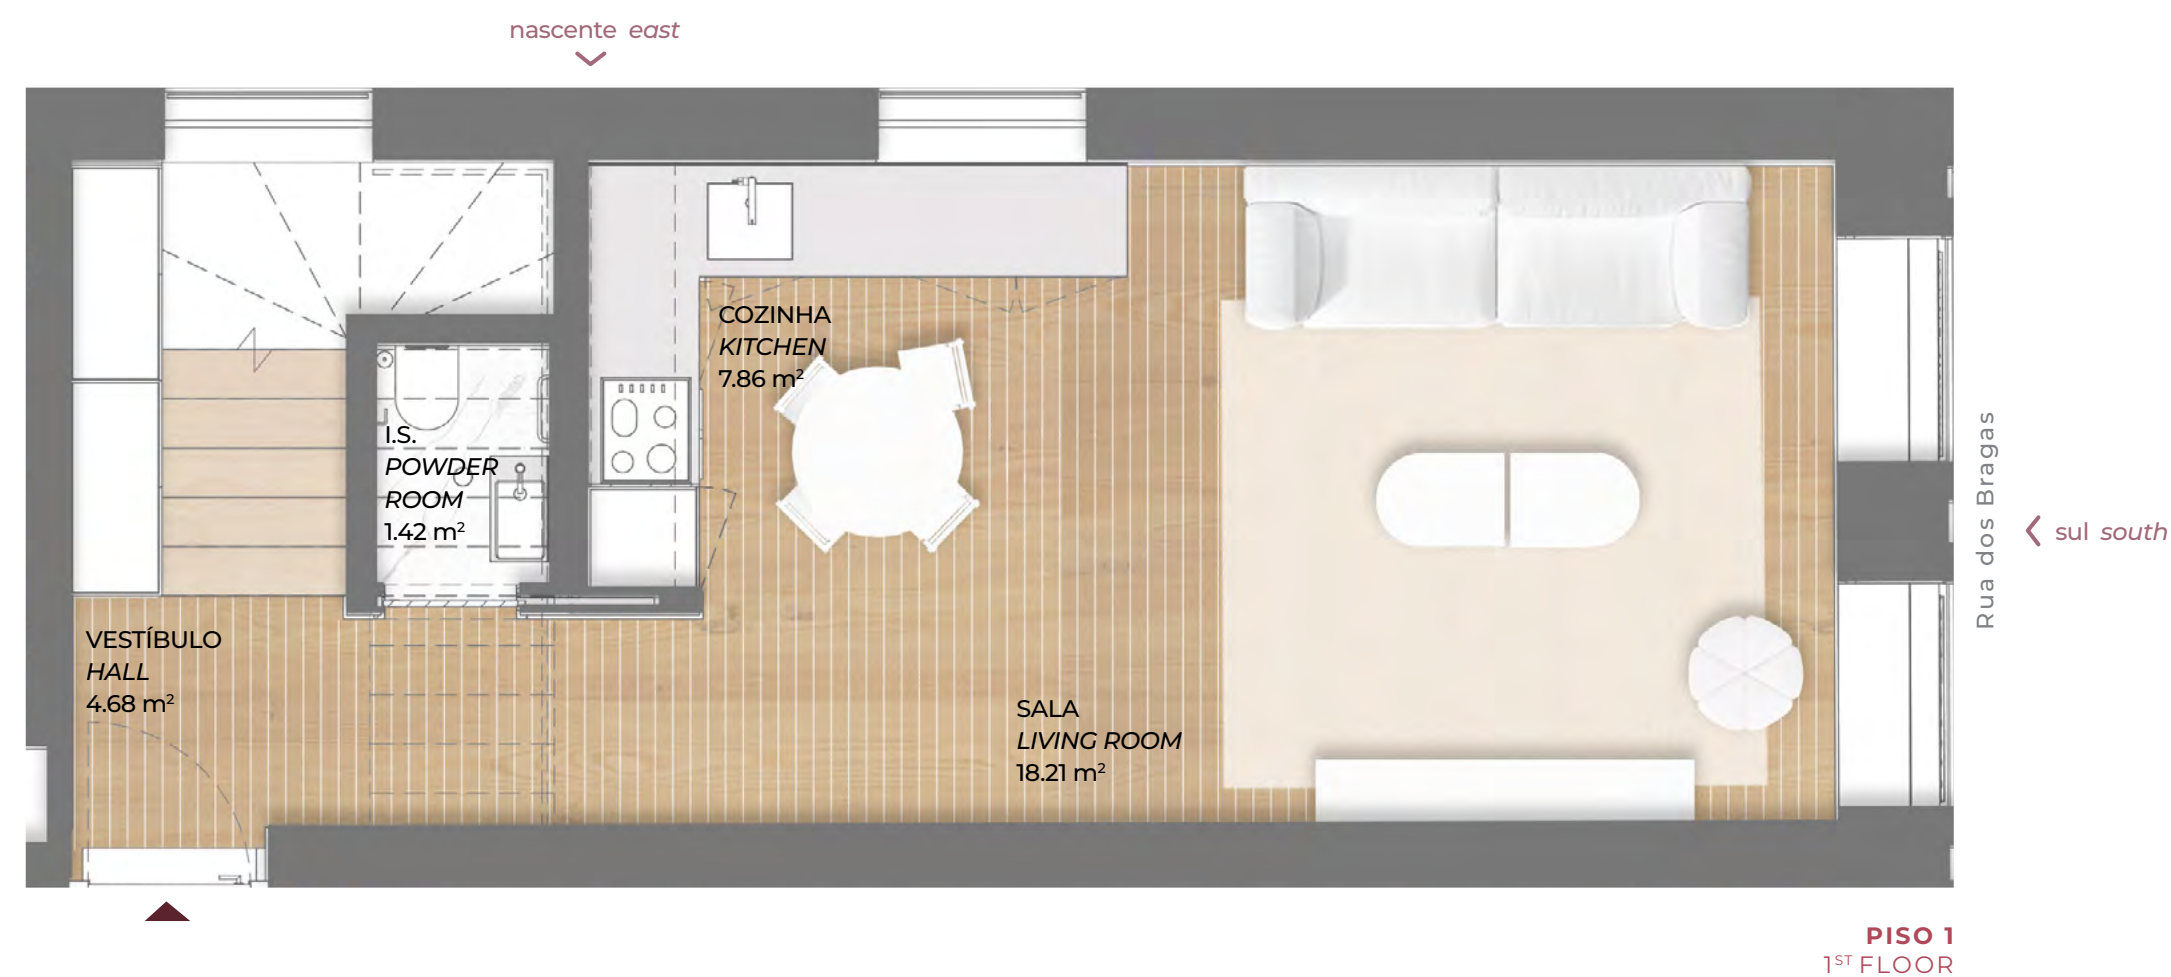 nascente east
COZINHA
KITCHEN
7.86 m²
I.S.
POWDER
ROOM
1.42 m²
VESTÍBULO
HALL
4.68 m²
SALA
LIVING ROOM
18.21 m²
Rua dos Bragas
sul south
PISO 1
1ST FLOOR